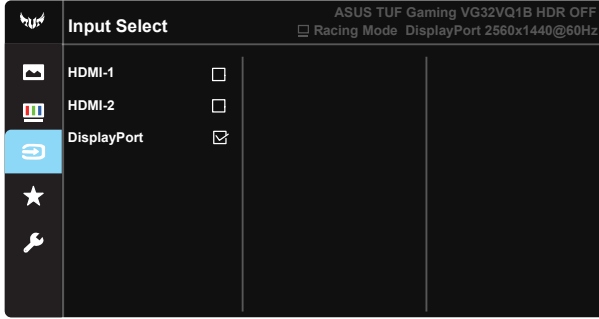 ASUS TUF Gaming VG32VQ1B HDR OFF
Input Select
Racing Mode DisplayPort 2560x1440@60Hz
HDMI-1
HDMI-2
DisplayPort